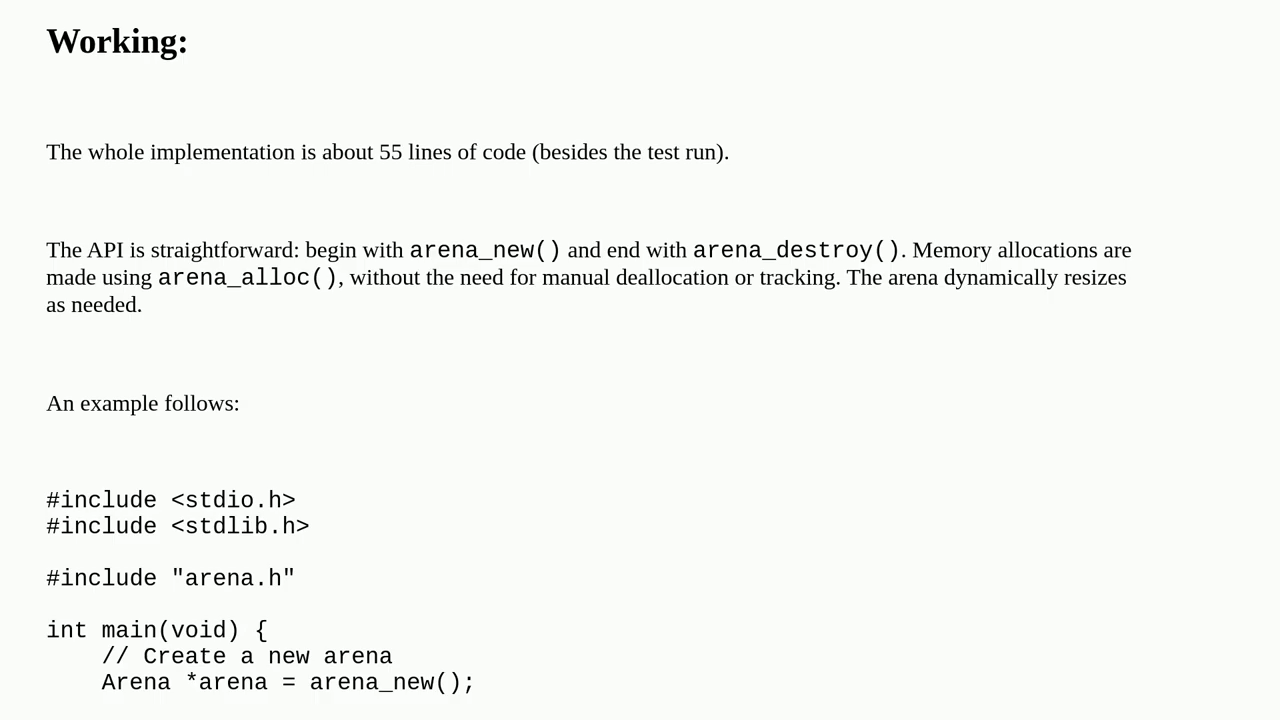 Working:
The whole implementation is about 55 lines of code (besides the test run).
The API is straightforward: begin with arena_new() and end with arena_destroy(). Memory allocations are
made using arena_alloc(), without the need for manual deallocation or tracking. The arena dynamically resizes
as needed.
An example follows:
#include <stdio.h>
#include <stdlib.h>
#include "arena.h"
int main(void) {
    // Create a new arena
    Arena *arena = arena_new();